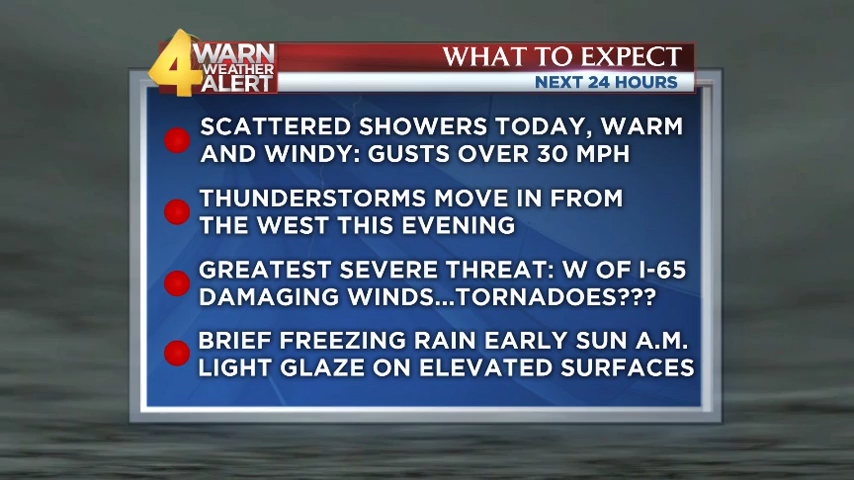 4 WARN
WEATHER
ALERT
WHAT TO EXPECT
NEXT 24 HOURS
SCATTERED SHOWERS TODAY, WARM
AND WINDY: GUSTS OVER 30 MPH
THUNDERSTORMS MOVE IN FROM
THE WEST THIS EVENING
GREATEST SEVERE THREAT: W OF I-65
DAMAGING WINDS...TORNADOES???
BRIEF FREEZING RAIN EARLY SUN A.M.
LIGHT GLAZE ON ELEVATED SURFACES